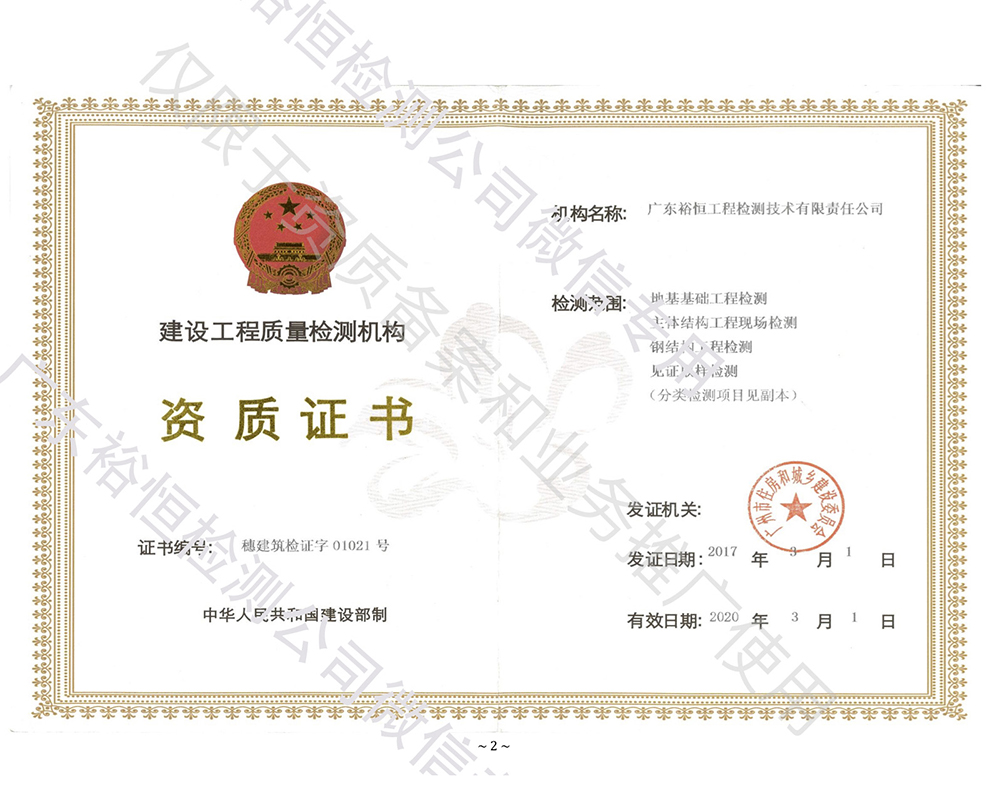 建设工程质量检测机构
资质证书
证书编号: 穗建筑检证字 01021 号
中华人民共和国建设部制
机构名称: 广东裕恒工程检测技术有限责任公司
检测范围: 地基基础工程检测
主体结构工程现场检测
钢结构工程检测
见证取样检测
(分类检测项目见副本)
发证机关:
广州市住房和城乡建设委员会
发证日期: 2017 年 3 月 1 日
有效日期: 2020 年 3 月 1 日
~ 2 ~
裕恒检测公司微信专用
仅限于资质备案和业务推广使用
广东裕恒检测公司微信